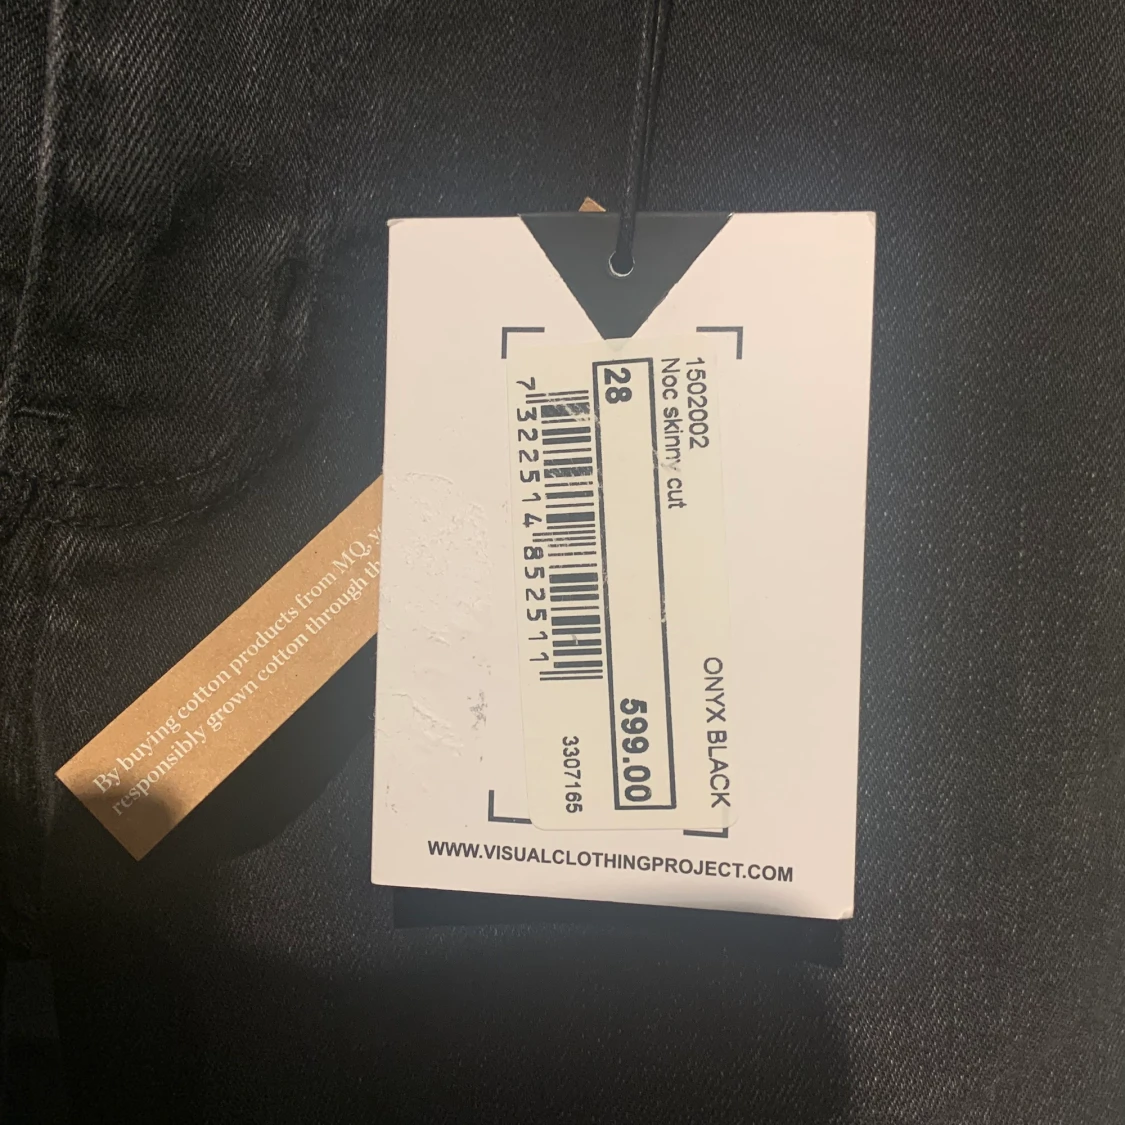 1502002
Noc skinny cut
ONYX BLACK
28
599.00
7 322514 852511
3307165
WWW.VISUALCLOTHINGPROJECT.COM
By buying cotton products from MQ,
responsibly grown cotton through